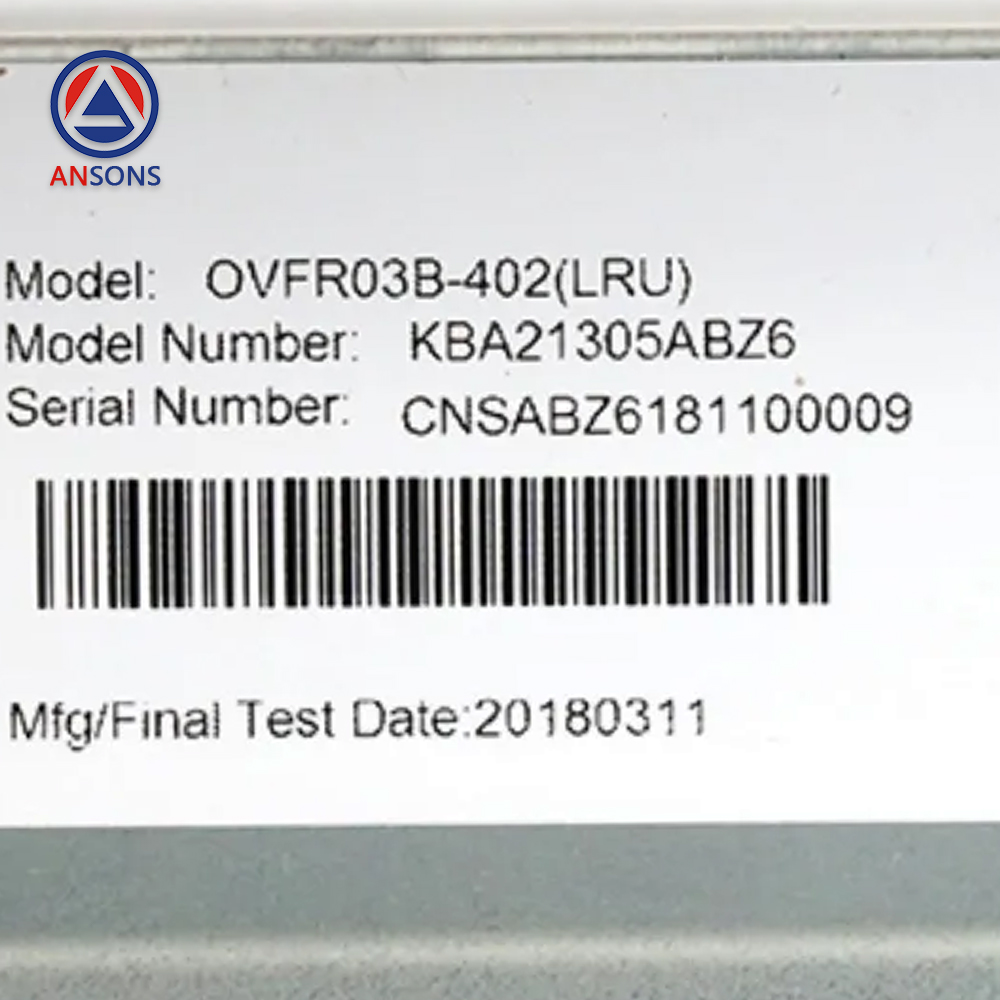 ANSONS
Model: OVFR03B-402(LRU)
Model Number: KBA21305ABZ6
Serial Number: CNSABZ6181100009
Mfg/Final Test Date:20180311